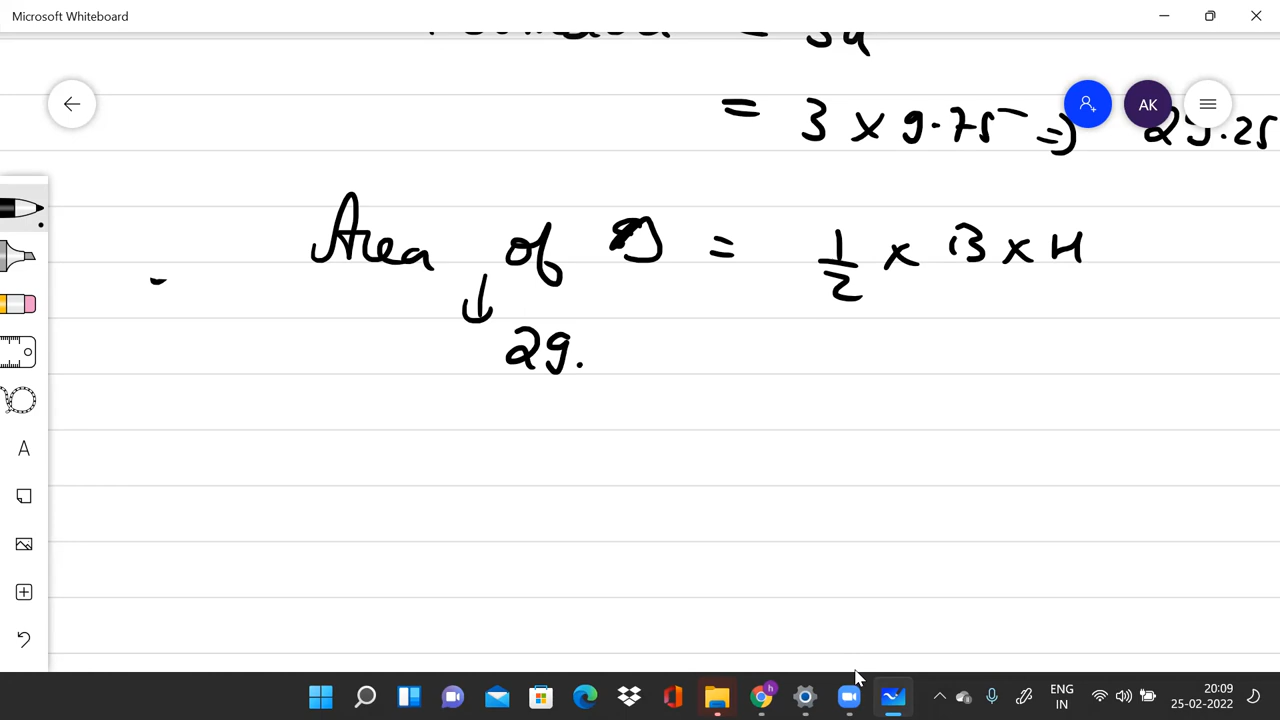 Microsoft Whiteboard
= 3a
AK
= 3 x 9.75 => 29.25
Area of = 1/2 x B x H
29.
A
ENG
IN
20:09
25-02-2022